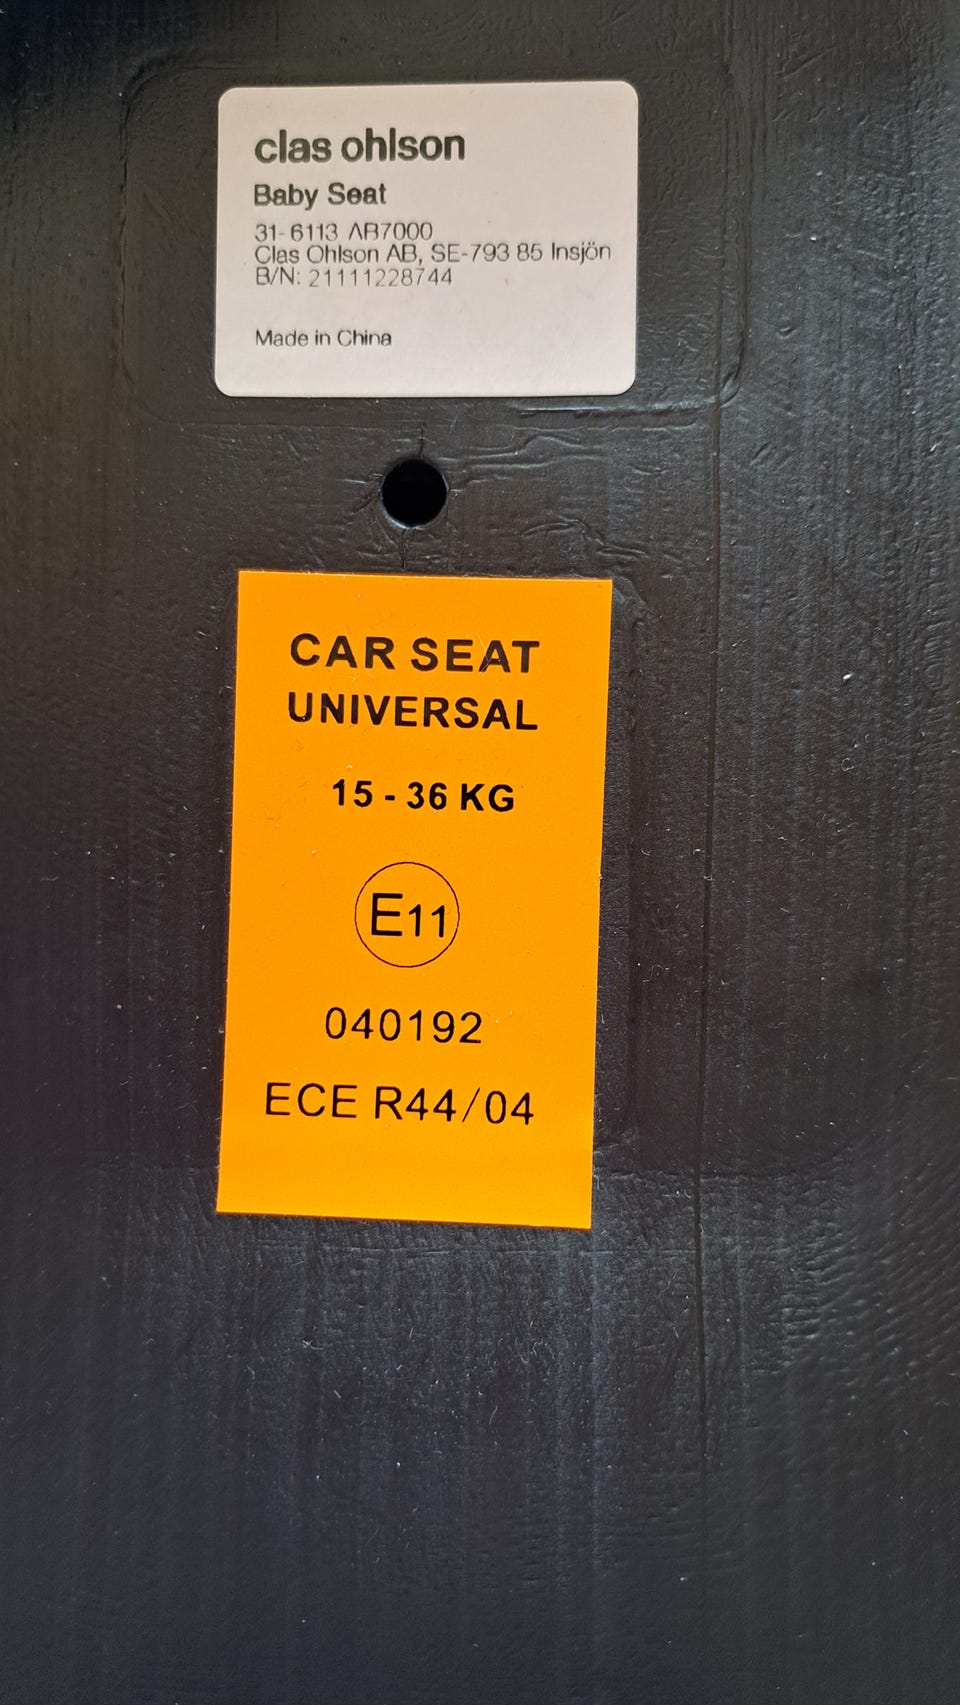 clas ohlson
Baby Seat
31-6113 AB7000
Clas Ohlson AB, SE-793 85 Insjön
B/N: 21111228744
Made in China
CAR SEAT
UNIVERSAL
15 - 36 KG
E11
040192
ECE R44/04